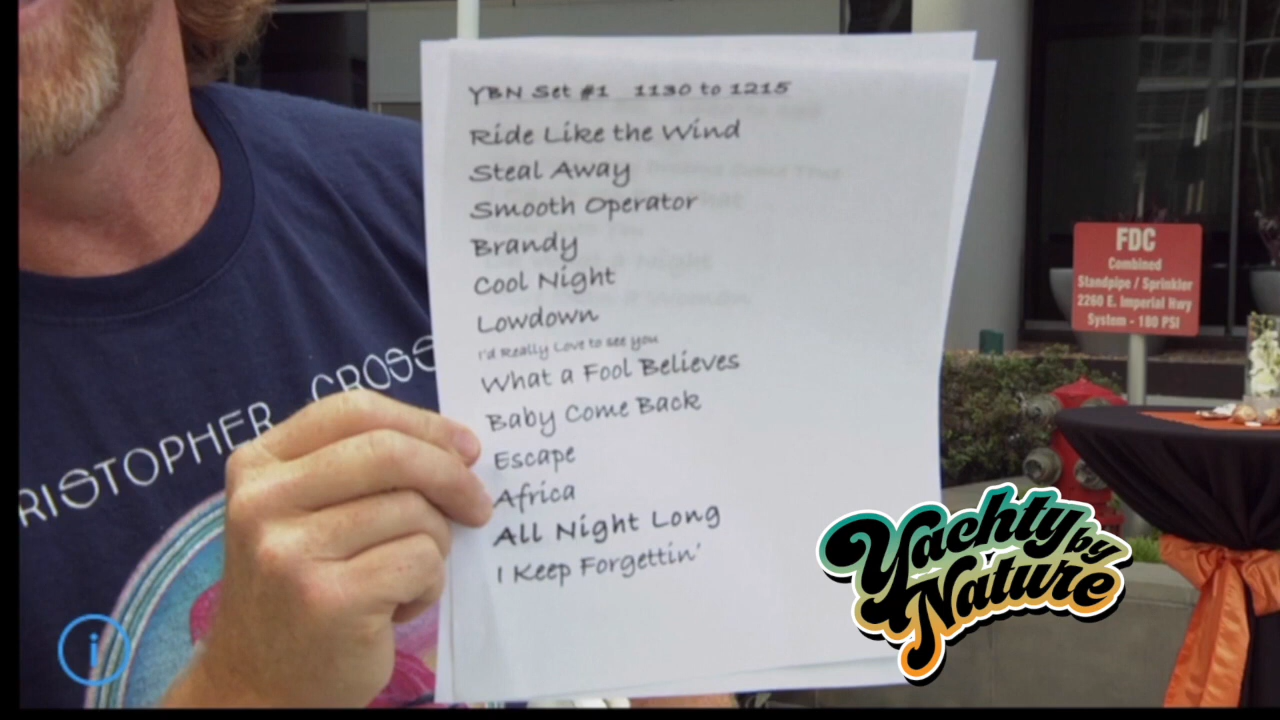 YBN Set #1 1130 to 1215
Ride Like the Wind
Steal Away
Smooth Operator
Brandy
Cool Night
Lowdown
I'd Really Love to see you
What a Fool Believes
Baby Come Back
Escape
Africa
All Night Long
I Keep Forgettin'
RISTOPHER CROSS
FDC
Combined
Standpipe / Sprinkler
2260 E. Imperial Hwy
System - 180 PSI
Yachty
by
Nature
i